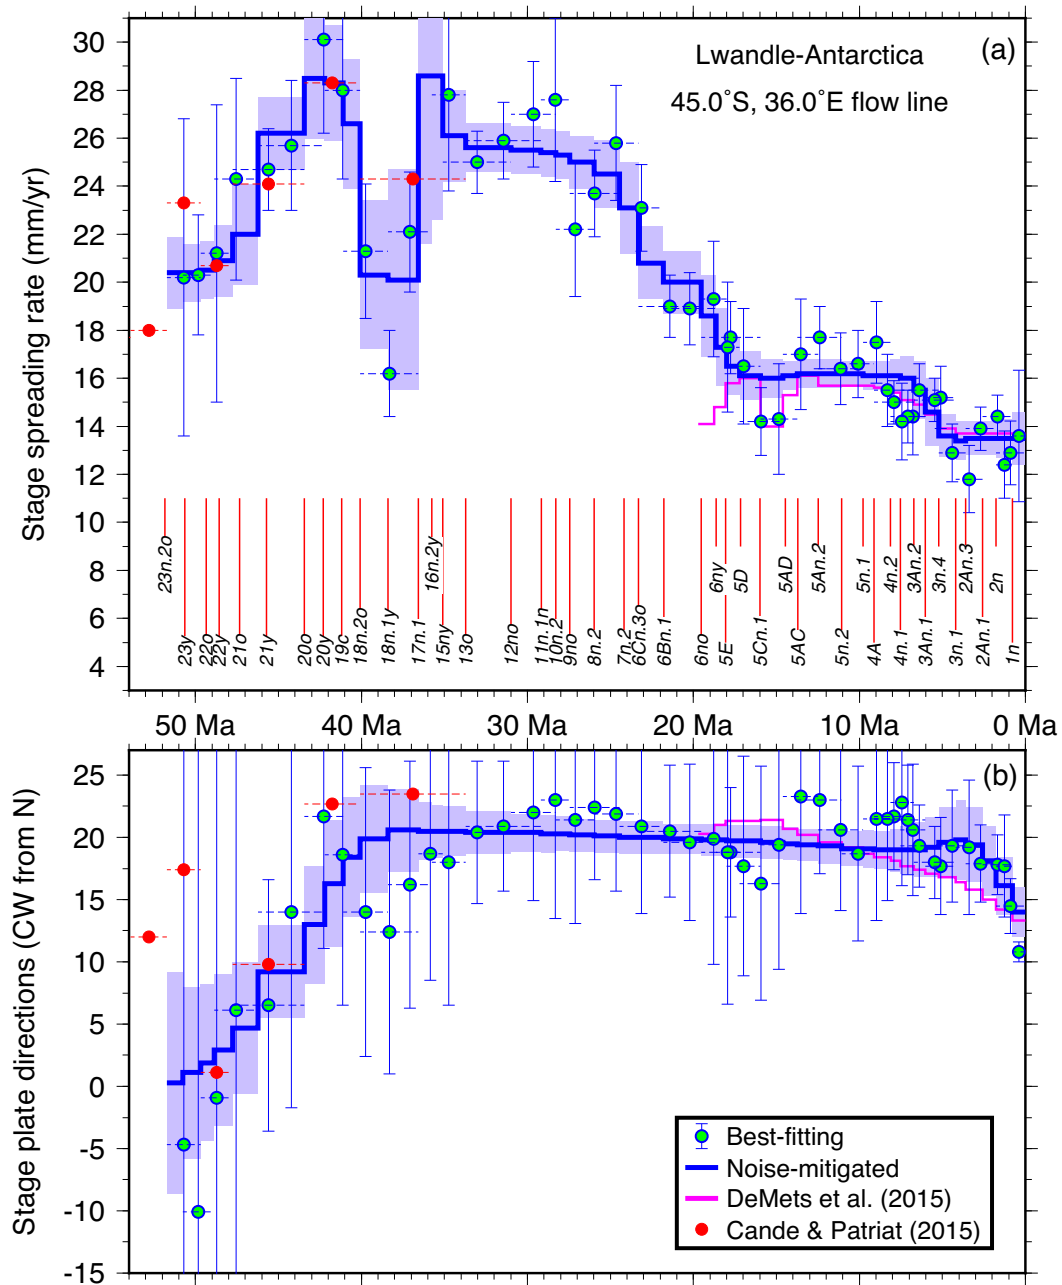 (a)
Lwandle-Antarctica
45.0°S, 36.0°E flow line
Stage spreading rate (mm/yr)
30
28
26
24
22
20
18
16
14
12
10
8
6
4
23n.2o
23y
22o
22y
21o
21y
20o
20y
19c
18n.2o
18n.1y
17n.1
16n.2y
15ny
13o
12no
11n.1n
10n.2
9no
8n.2
7n.2
6Cn.3o
6Bn.1
6no
6ny
5E
5D
5Cn.1
5AD
5AC
5An.2
5n.2
5n.1
4A
4n.2
4n.1
3An.2
3An.1
3n.4
3n.1
2An.3
2An.1
2n
1n
50 Ma
40 Ma
30 Ma
20 Ma
10 Ma
0 Ma
(b)
Stage plate directions (CW from N)
25
20
15
10
5
0
-5
-10
-15
Best-fitting
Noise-mitigated
DeMets et al. (2015)
Cande & Patriat (2015)